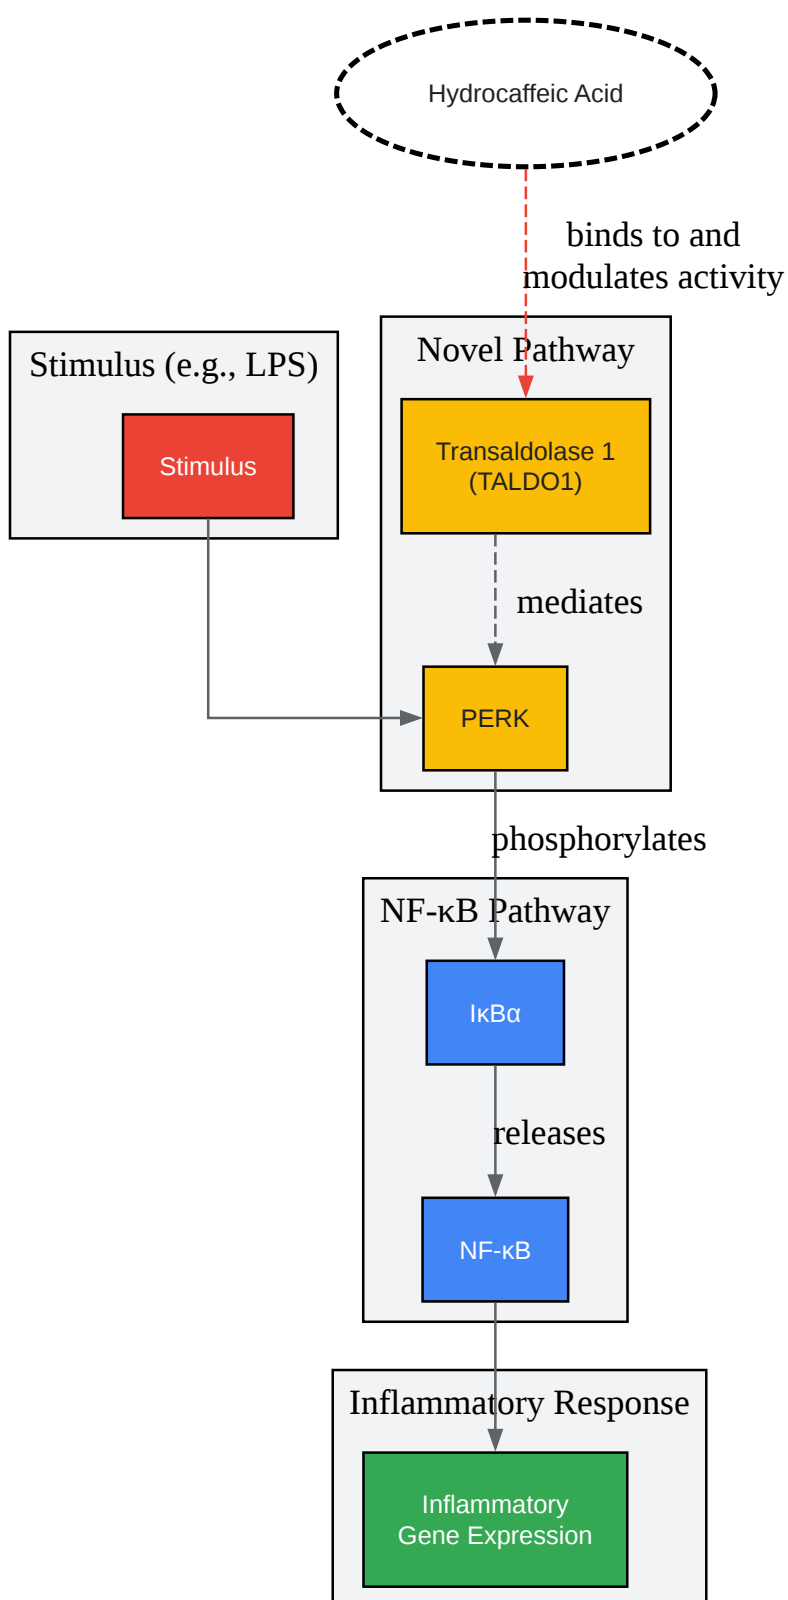 Hydrocaffeic Acid
binds to and
modulates activity
Stimulus (e.g., LPS)
Stimulus
Novel Pathway
Transaldolase 1
(TALDO1)
mediates
PERK
phosphorylates
NF-κB Pathway
IκBα
releases
NF-κB
Inflammatory Response
Inflammatory
Gene Expression